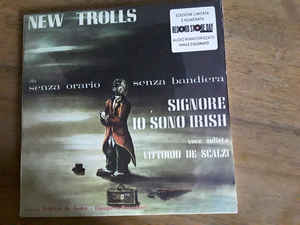 NEW TROLLS
EDIZIONE LIMITATA
E NUMERATA
RECORD STORE DAY
da
senza orario senza bandiera
SIGNORE
IO SONO IRISH
voce solista
VITTORIO DE SCALZI